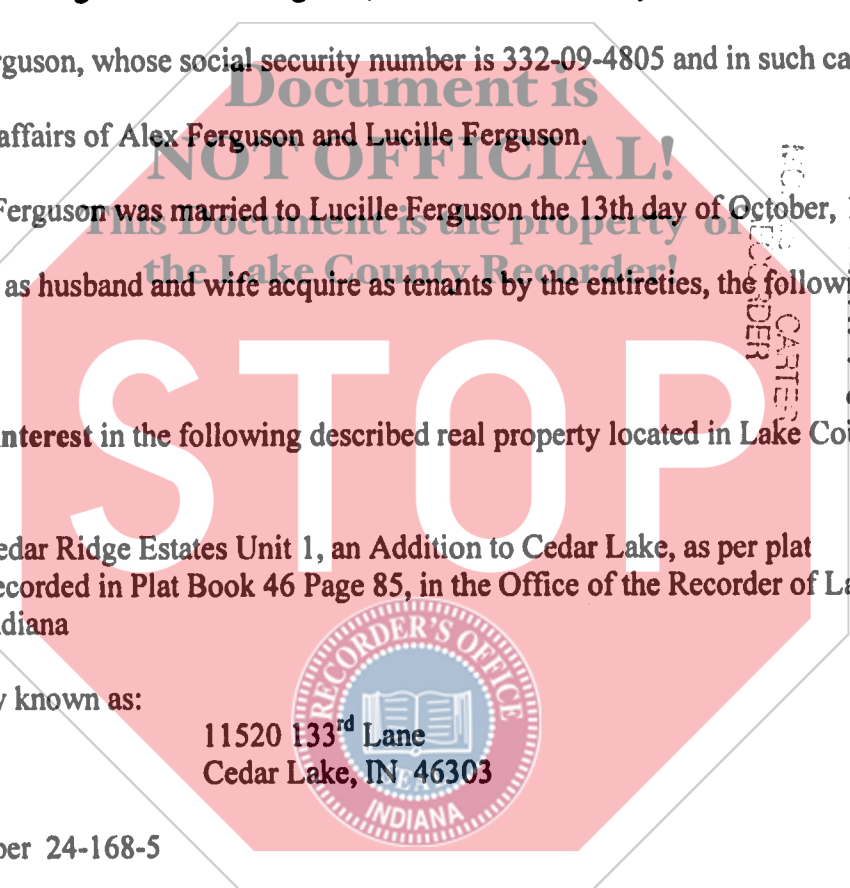 rguson, whose social security number is 332-09-4805 and in such ca
Document is
affairs of Alex Ferguson and Lucille Ferguson.
NOT OFFICIAL!
Ferguson was married to Lucille Ferguson the 13th day of October, 1
This Document is the property of
the Lake County Recorder!
as husband and wife acquire as tenants by the entireties, the followi
CARTER
STOP
interest in the following described real property located in Lake Cou
edar Ridge Estates Unit 1, an Addition to Cedar Lake, as per plat
ecorded in Plat Book 46 Page 85, in the Office of the Recorder of La
diana
y known as:
RECORDER'S OFFICE
11520 133rd Lane
Cedar Lake, IN 46303
SEAL
INDIANA
ber 24-168-5